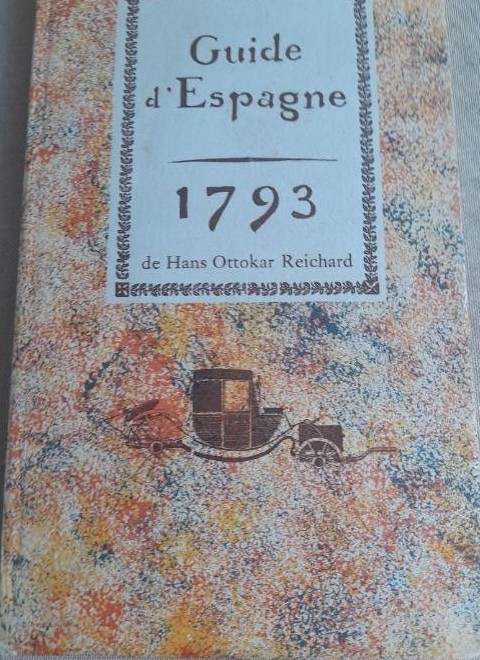 Guide
d'Espagne
1793
de Hans Ottokar Reichard